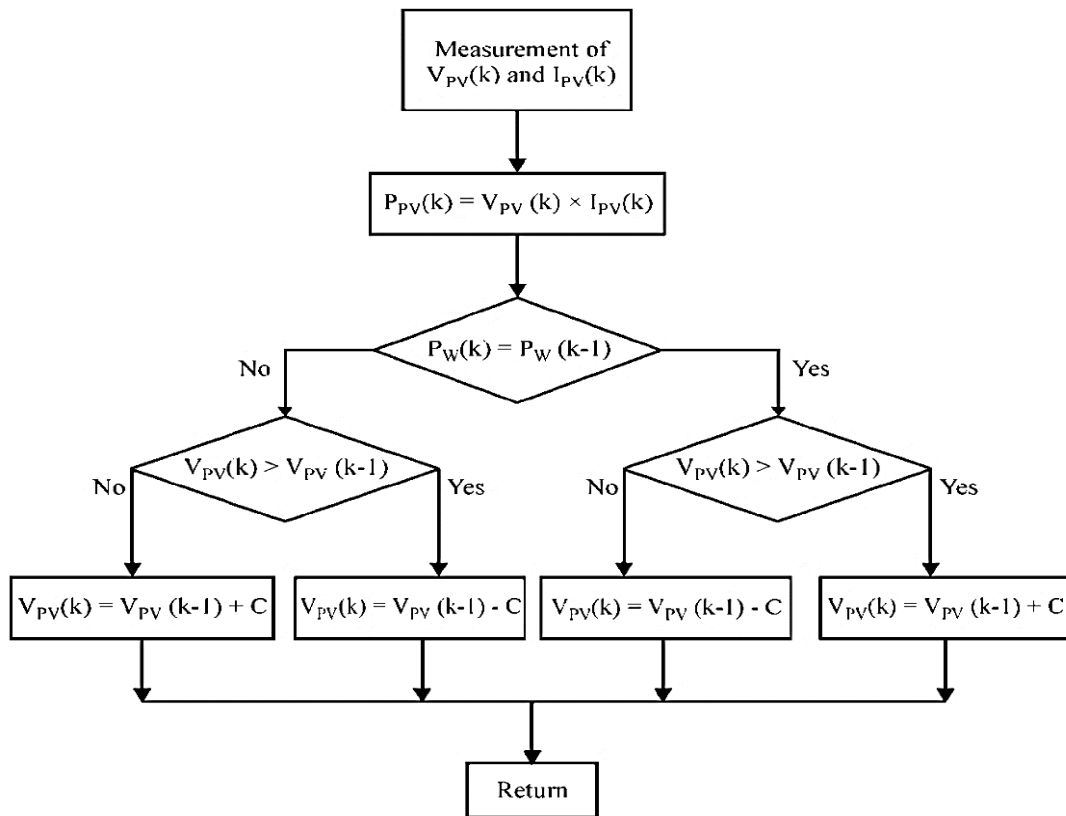 Measurement of
V_PV(k) and I_PV(k)
P_PV(k) = V_PV (k) × I_PV(k)
P_W(k) = P_W (k-1)
No
Yes
V_PV(k) > V_PV (k-1)
V_PV(k) > V_PV (k-1)
No
Yes
No
Yes
V_PV(k) = V_PV (k-1) + C
V_PV(k) = V_PV (k-1) - C
V_PV(k) = V_PV (k-1) - C
V_PV(k) = V_PV (k-1) + C
Return